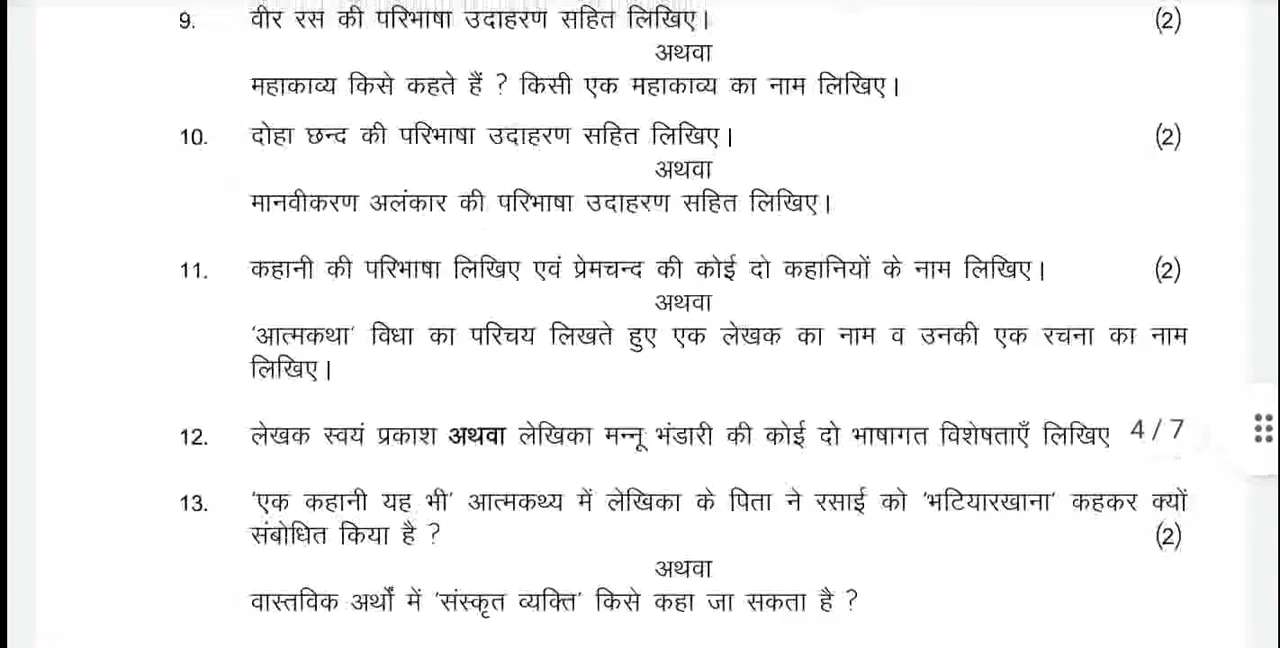 9. वीर रस की परिभाषा उदाहरण सहित लिखिए। (2)
अथवा
महाकाव्य किसे कहते हैं ? किसी एक महाकाव्य का नाम लिखिए।
10. दोहा छन्द की परिभाषा उदाहरण सहित लिखिए। (2)
अथवा
मानवीकरण अलंकार की परिभाषा उदाहरण सहित लिखिए।
11. कहानी की परिभाषा लिखिए एवं प्रेमचन्द की कोई दो कहानियों के नाम लिखिए। (2)
अथवा
'आत्मकथा' विधा का परिचय लिखते हुए एक लेखक का नाम व उनकी एक रचना का नाम
लिखिए।
12. लेखक स्वयं प्रकाश अथवा लेखिका मन्नू भंडारी की कोई दो भाषागत विशेषताएँ लिखिए 4 / 7
13. 'एक कहानी यह भी' आत्मकथ्य में लेखिका के पिता ने रसाई को 'भटियारखाना' कहकर क्यों
संबोधित किया है ? (2)
अथवा
वास्तविक अर्थों में 'संस्कृत व्यक्ति' किसे कहा जा सकता है ?